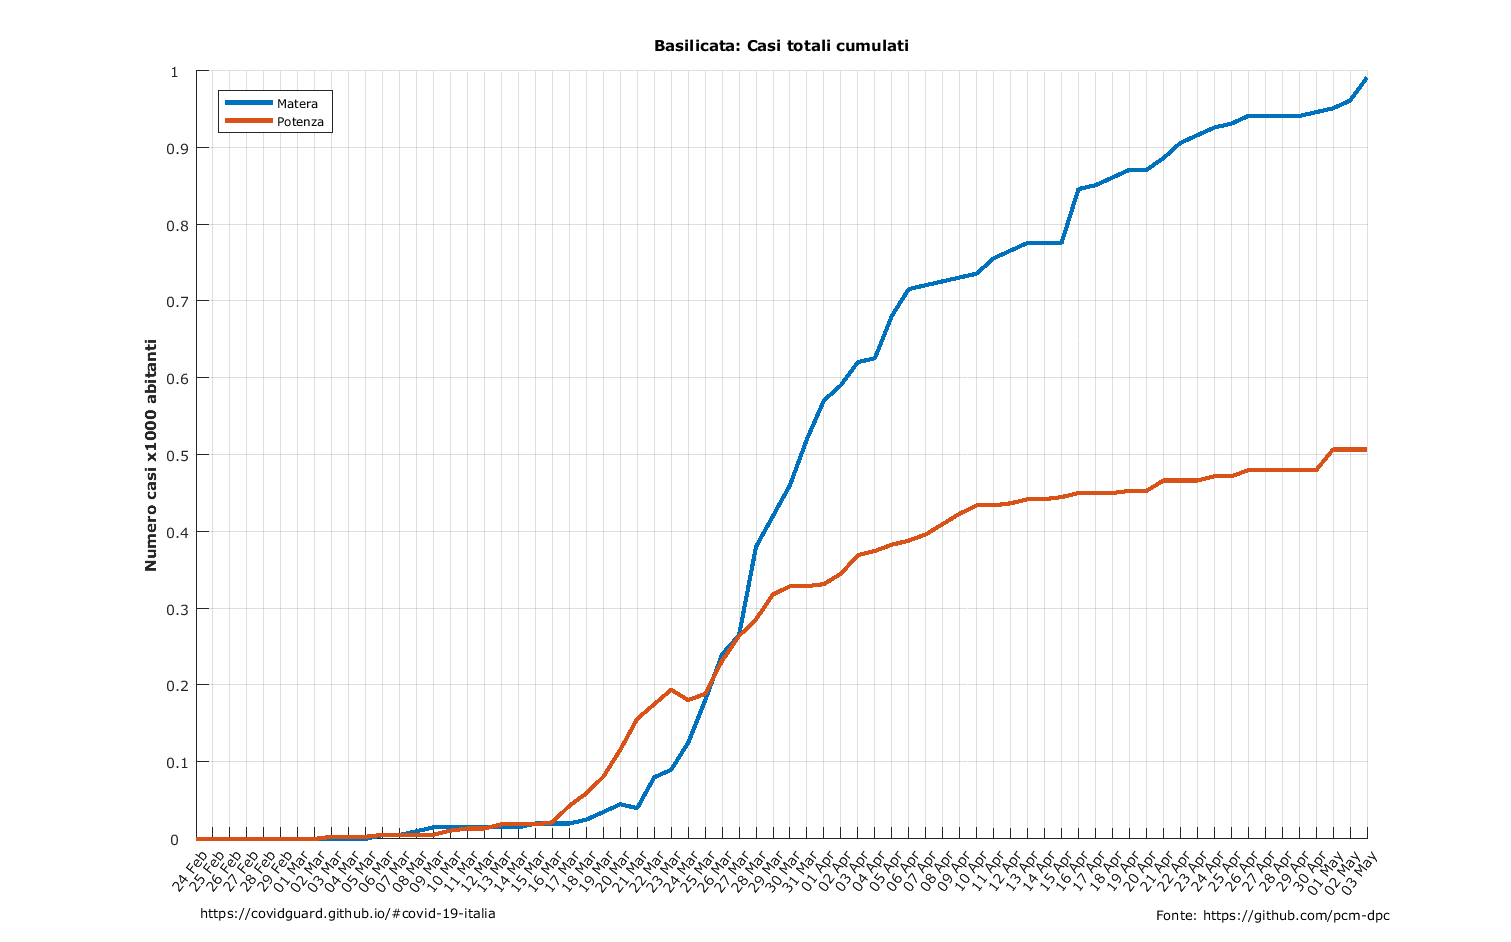 Basilicata: Casi totali cumulati
1
0.9
0.8
0.7
0.6
0.5
0.4
0.3
0.2
0.1
0
Numero casi x1000 abitanti
Matera
Potenza
24 Feb
25 Feb
26 Feb
27 Feb
28 Feb
29 Feb
01 Mar
02 Mar
03 Mar
04 Mar
05 Mar
06 Mar
07 Mar
08 Mar
09 Mar
10 Mar
11 Mar
12 Mar
13 Mar
14 Mar
15 Mar
16 Mar
17 Mar
18 Mar
19 Mar
20 Mar
21 Mar
22 Mar
23 Mar
24 Mar
25 Mar
26 Mar
27 Mar
28 Mar
29 Mar
30 Mar
31 Mar
01 Apr
02 Apr
03 Apr
04 Apr
05 Apr
06 Apr
07 Apr
08 Apr
09 Apr
10 Apr
11 Apr
12 Apr
13 Apr
14 Apr
15 Apr
16 Apr
17 Apr
18 Apr
19 Apr
20 Apr
21 Apr
22 Apr
23 Apr
24 Apr
25 Apr
26 Apr
27 Apr
28 Apr
29 Apr
30 Apr
01 May
02 May
03 May
https://covidguard.github.io/#covid-19-italia
Fonte: https://github.com/pcm-dpc